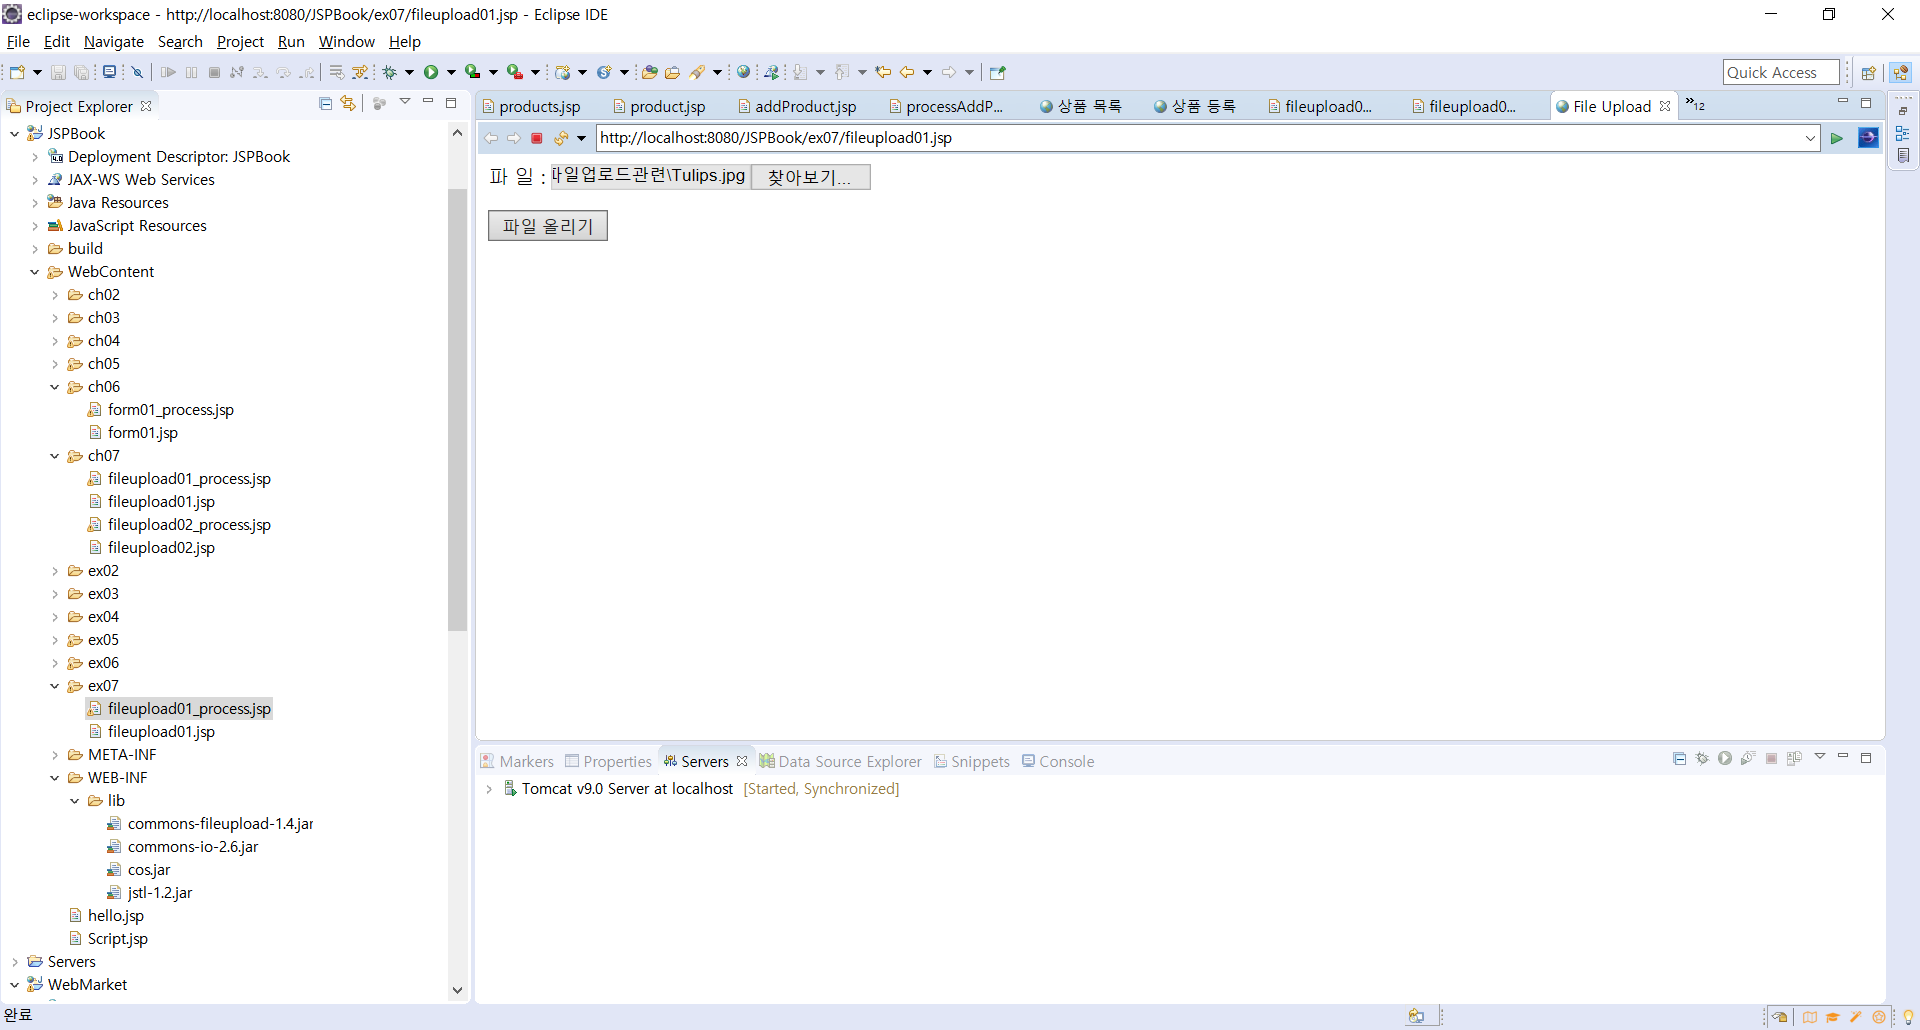 eclipse-workspace - http://localhost:8080/JSPBook/ex07/fileupload01.jsp - Eclipse IDE
File Edit Navigate Search Project Run Window Help
Quick Access
Project Explorer
JSPBook
Deployment Descriptor: JSPBook
JAX-WS Web Services
Java Resources
JavaScript Resources
build
WebContent
ch02
ch03
ch04
ch05
ch06
form01_process.jsp
form01.jsp
ch07
fileupload01_process.jsp
fileupload01.jsp
fileupload02_process.jsp
fileupload02.jsp
ex02
ex03
ex04
ex05
ex06
ex07
fileupload01_process.jsp
fileupload01.jsp
META-INF
WEB-INF
lib
commons-fileupload-1.4.jar
commons-io-2.6.jar
cos.jar
jstl-1.2.jar
hello.jsp
Script.jsp
Servers
WebMarket
products.jsp product.jsp addProduct.jsp processAddP... 상품 목록 상품 등록 fileupload0... fileupload0... File Upload »12
http://localhost:8080/JSPBook/ex07/fileupload01.jsp
파 일 : 파일업로드관련\Tulips.jpg 찾아보기...
파일 올리기
Markers Properties Servers Data Source Explorer Snippets Console
Tomcat v9.0 Server at localhost [Started, Synchronized]
완료